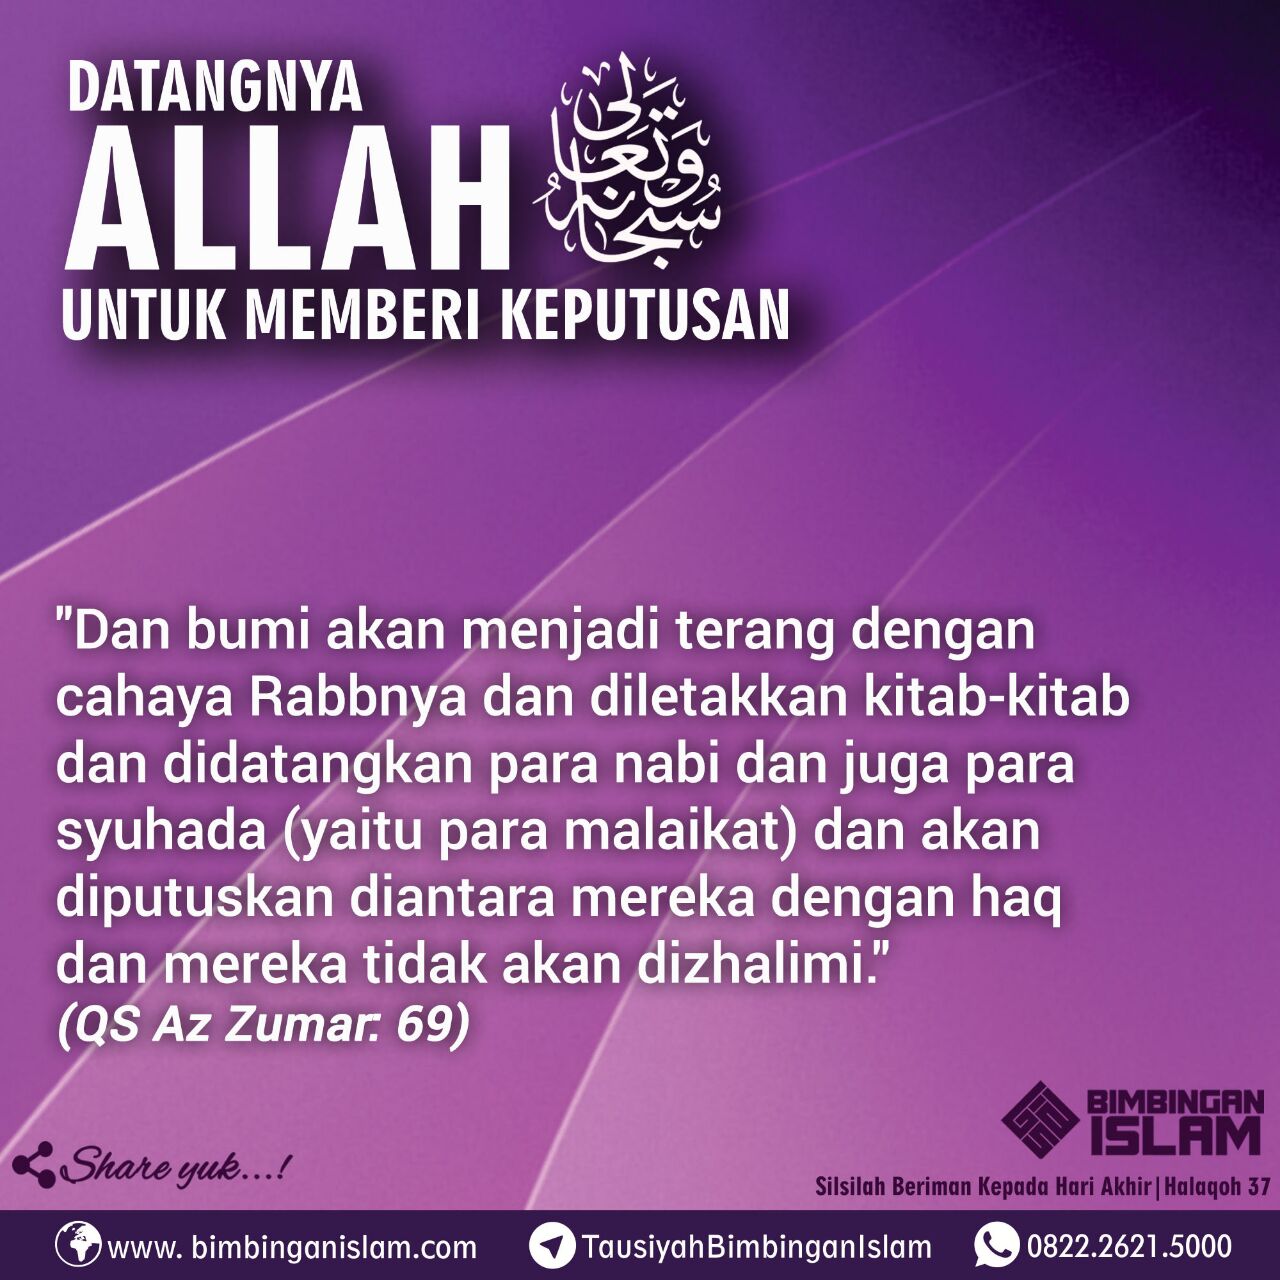 DATANGNYA
ALLAH
سبحانه وتعالى
UNTUK MEMBERI KEPUTUSAN
"Dan bumi akan menjadi terang dengan
cahaya Rabbnya dan diletakkan kitab-kitab
dan didatangkan para nabi dan juga para
syuhada (yaitu para malaikat) dan akan
diputuskan diantara mereka dengan haq
dan mereka tidak akan dizhalimi."
(QS Az Zumar: 69)
BIMBINGAN
ISLAM
Share yuk...!
Silsilah Beriman Kepada Hari Akhir|Halaqoh 37
www. bimbinganislam.com
TausiyahBimbinganIslam
0822.2621.5000